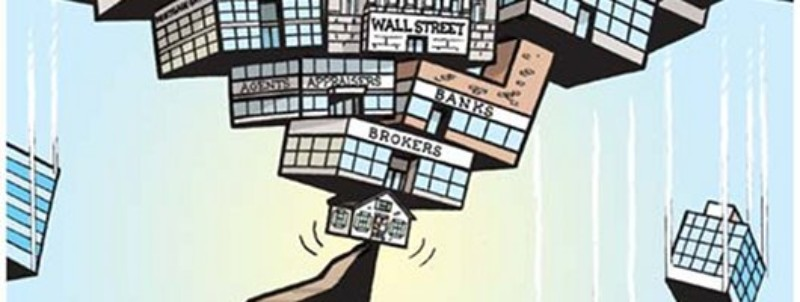 WALL STREET
AGENTS
APPRAISERS
BANKS
BROKERS